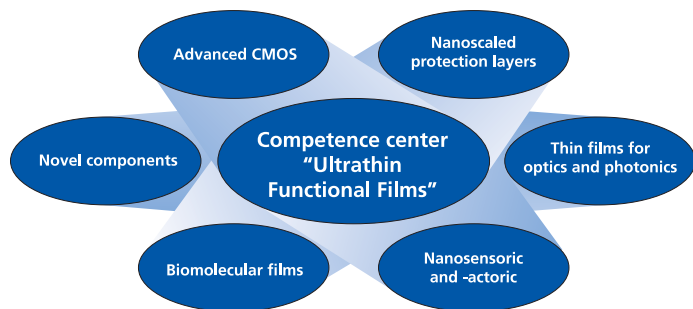 Advanced CMOS
Nanoscaled
protection layers
Novel components
Competence center
“Ultrathin
Functional Films”
Thin films for
optics and photonics
Biomolecular films
Nanosensoric
and -actoric